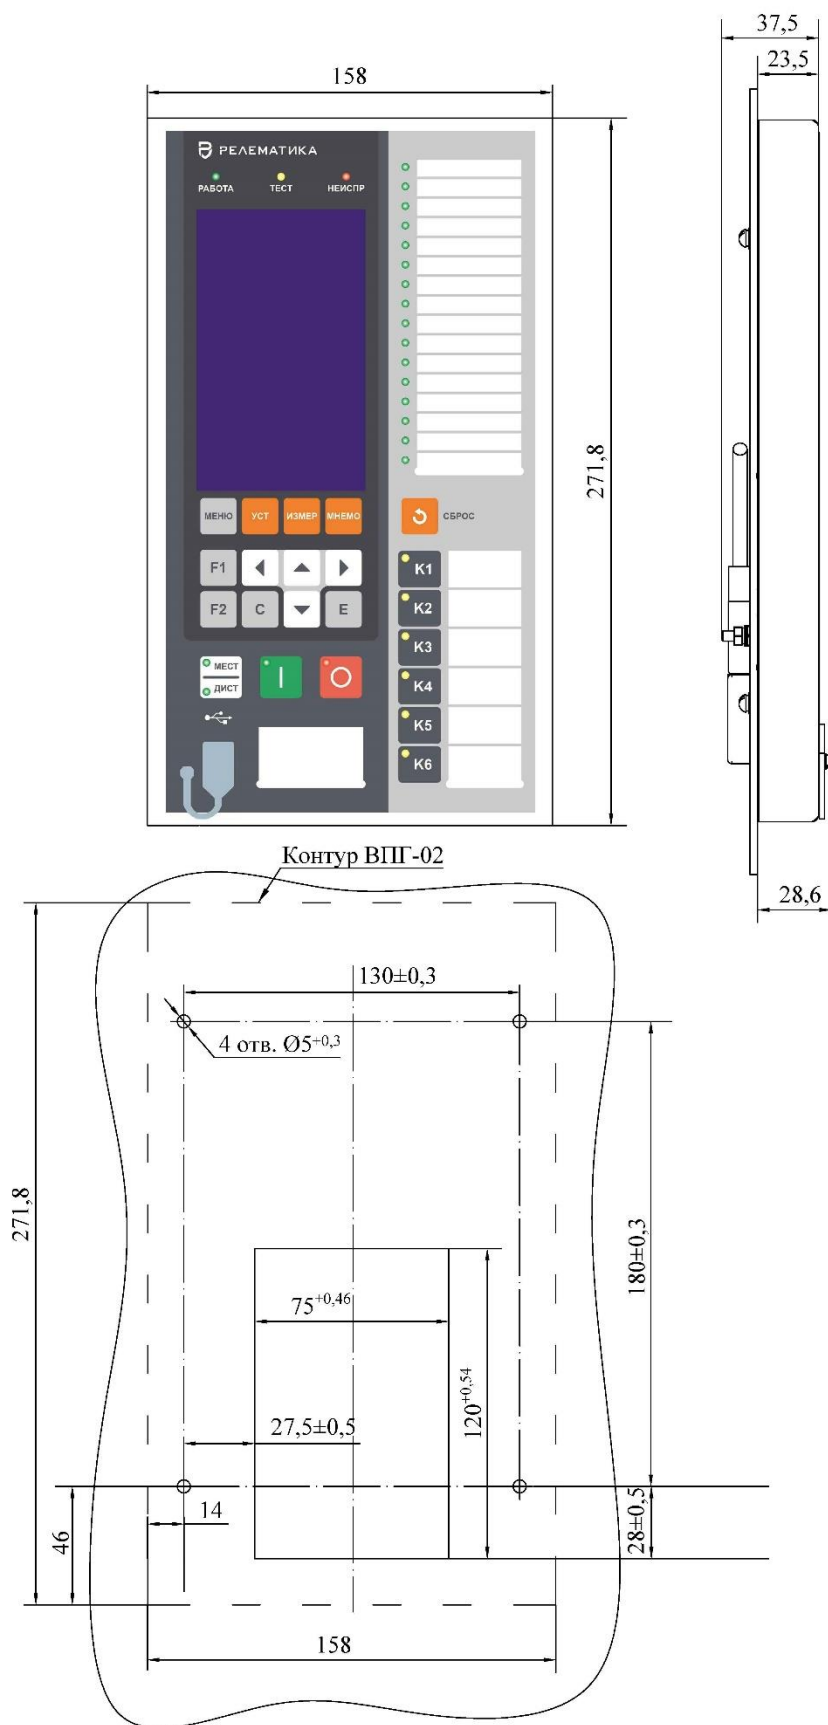 37,5
23,5
158
РЕЛЕМАТИКА
РАБОТА ТЕСТ НЕИСПР
271,8
МЕНЮ УСТ ИЗМЕР МНЕМО СБРОС
F1 K1
F2 C E K2
K3
МЕСТ
ДИСТ
K4
K5
K6
28,6
Контур ВПГ-02
130±0,3
4 отв. Ø5+0,3
271,8
180±0,3
75+0,46
120+0,54
27,5±0,5
14
46
28±0,5
158